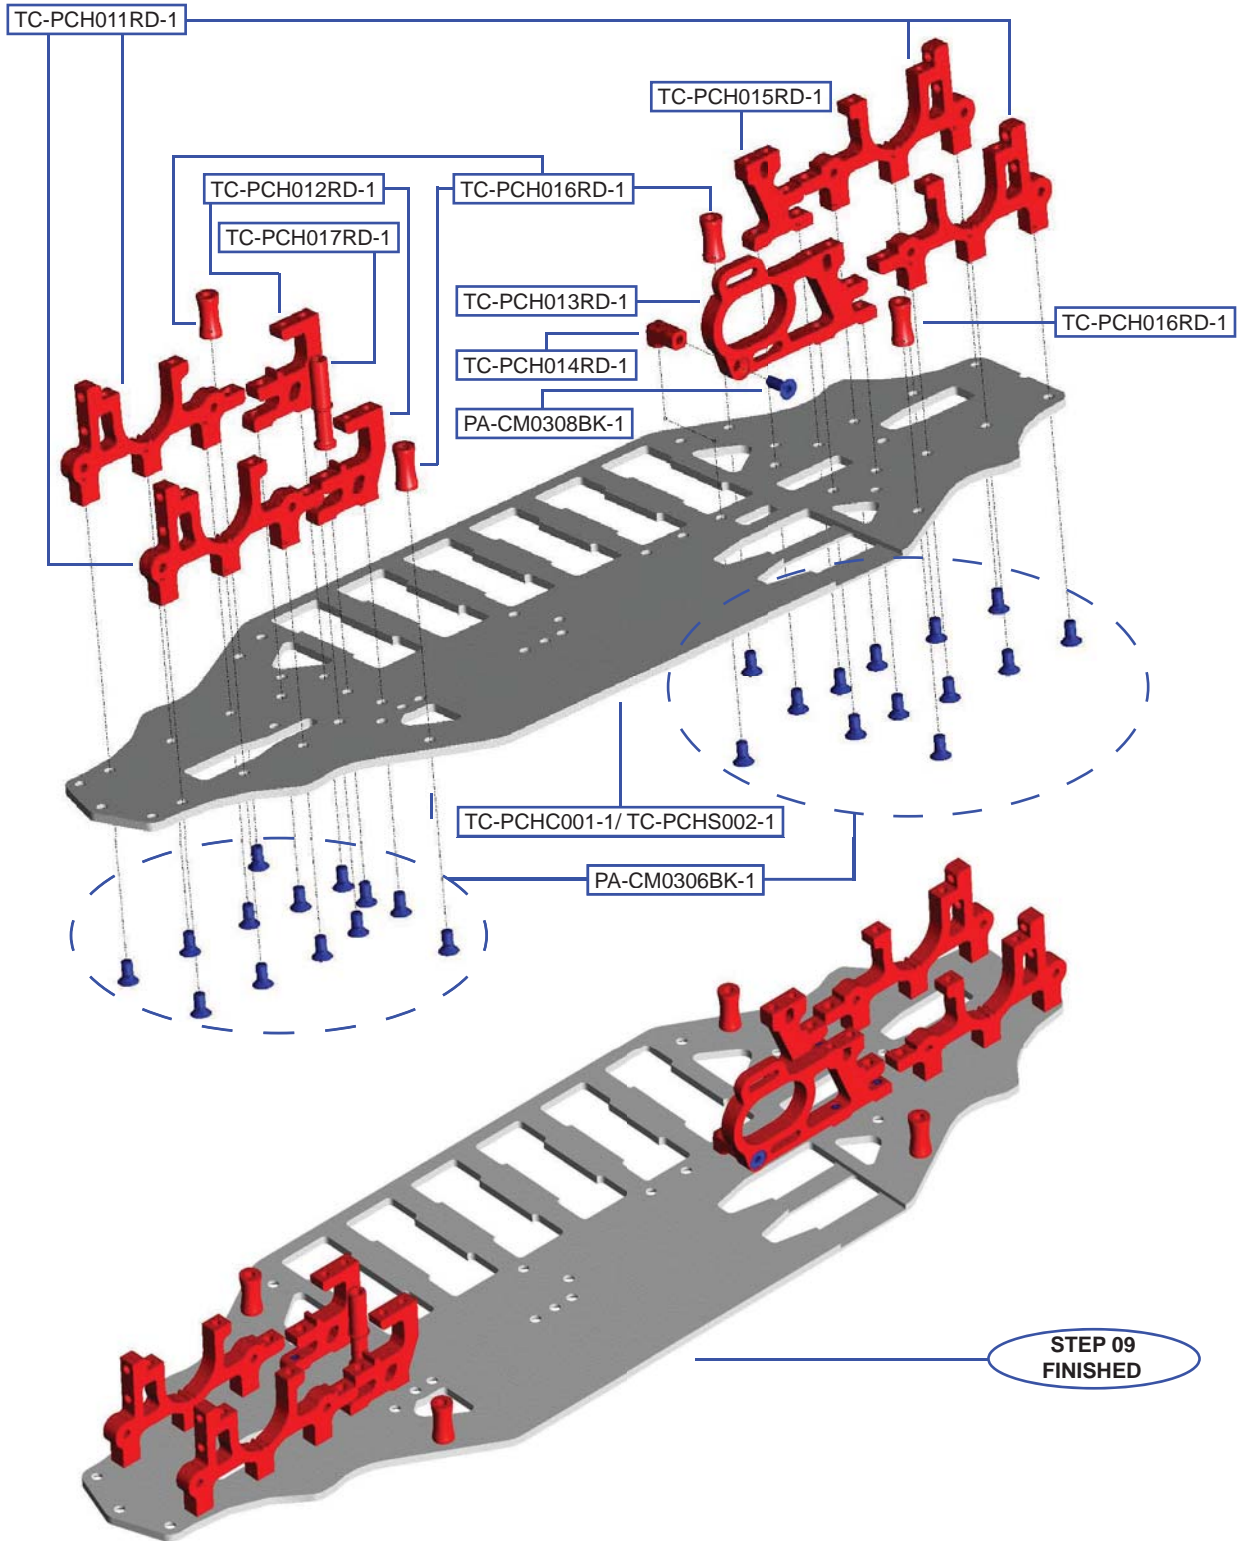 TC-PCH011RD-1
TC-PCH015RD-1
TC-PCH012RD-1
TC-PCH016RD-1
TC-PCH017RD-1
TC-PCH013RD-1
TC-PCH016RD-1
TC-PCH014RD-1
PA-CM0308BK-1
TC-PCHC001-1/ TC-PCHS002-1
PA-CM0306BK-1
STEP 09
FINISHED